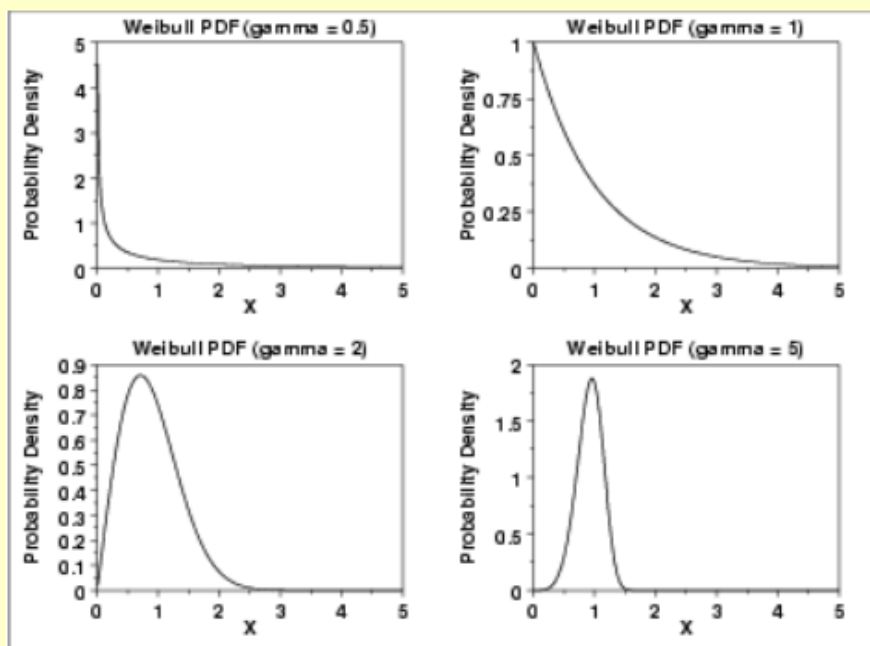 Weibull PDF (gamma = 0.5)
Probability Density
5
4
3
2
1
0
0 1 2 3 4 5
X
Weibull PDF (gamma = 1)
Probability Density
1
0.75
0.5
0.25
0
0 1 2 3 4 5
X
Weibull PDF (gamma = 2)
Probability Density
0.9
0.8
0.7
0.6
0.5
0.4
0.3
0.2
0.1
0
0 1 2 3 4 5
X
Weibull PDF (gamma = 5)
Probability Density
2
1.5
1
0.5
0
0 1 2 3 4 5
X